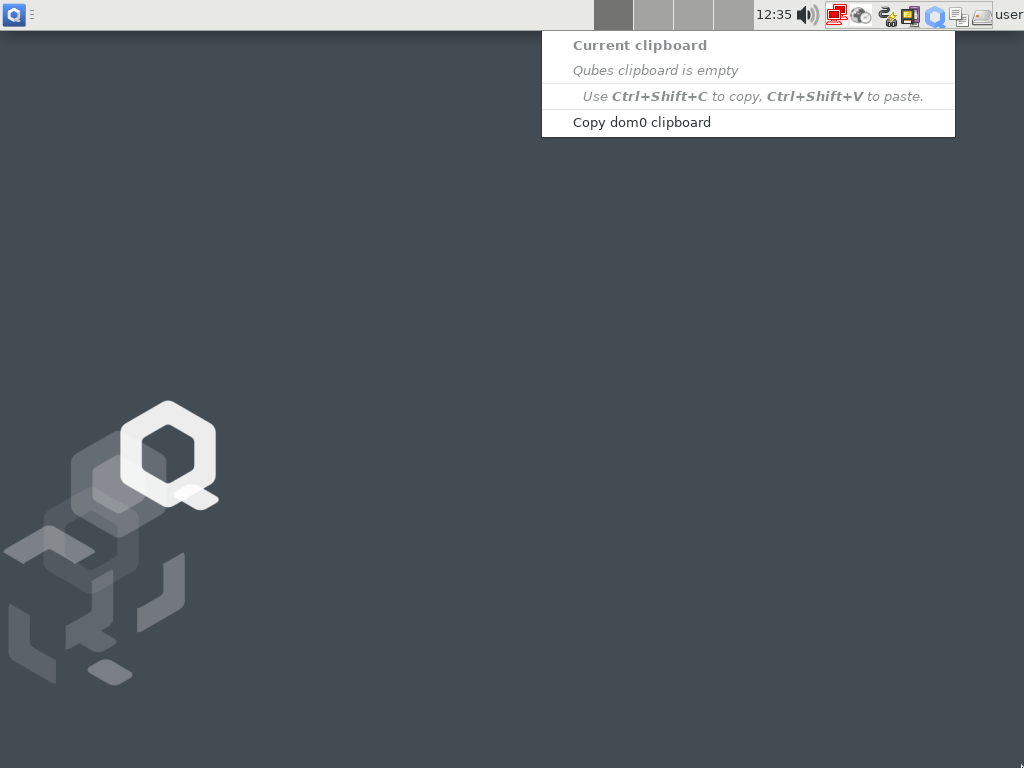 12:35
user
Current clipboard
Qubes clipboard is empty
Use Ctrl+Shift+C to copy, Ctrl+Shift+V to paste.
Copy dom0 clipboard